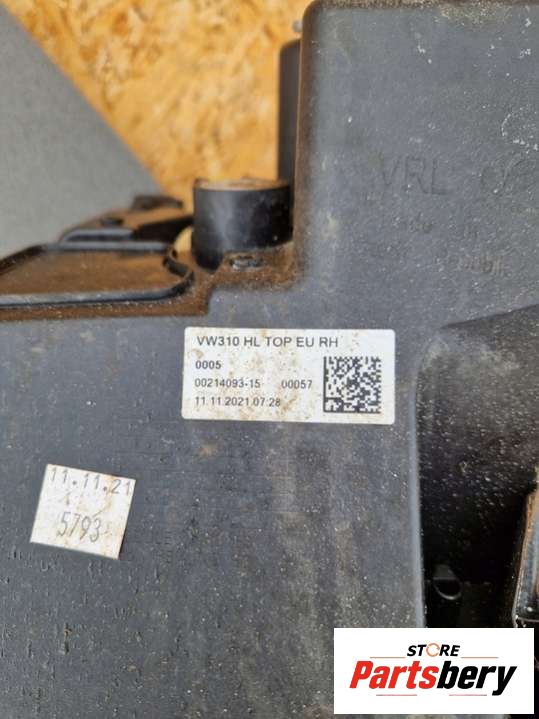 VRL
VW310 HL TOP EU RH
0005
00214093-15 00057
11.11.2021 07:28
11.11.21
5793
STORE
Partsbery